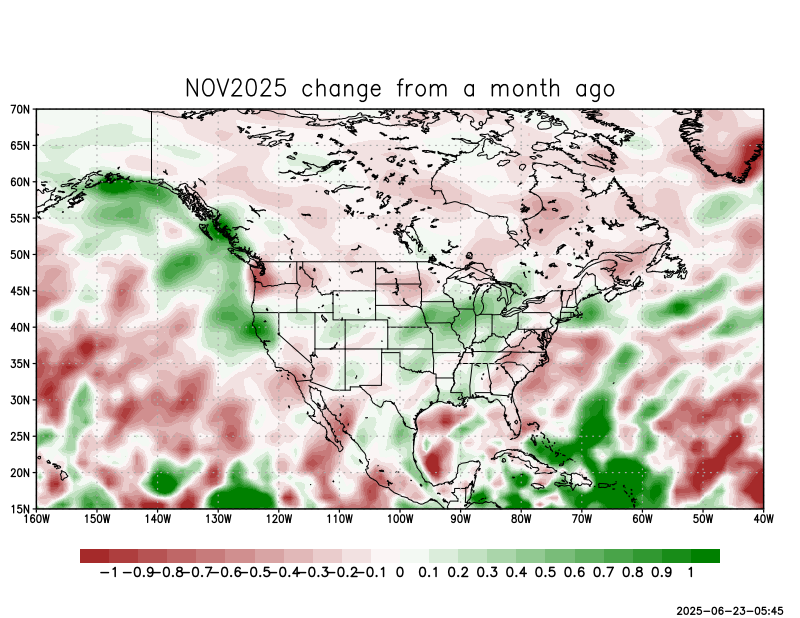 NOV2025 change from a month ago
70N
65N
60N
55N
50N
45N
40N
35N
30N
25N
20N
15N
160W 150W 140W 130W 120W 110W 100W 90W 80W 70W 60W 50W 40W
-1 -0.9 -0.8 -0.7 -0.6 -0.5 -0.4 -0.3 -0.2 -0.1 0 0.1 0.2 0.3 0.4 0.5 0.6 0.7 0.8 0.9 1
2025-06-23-05:45